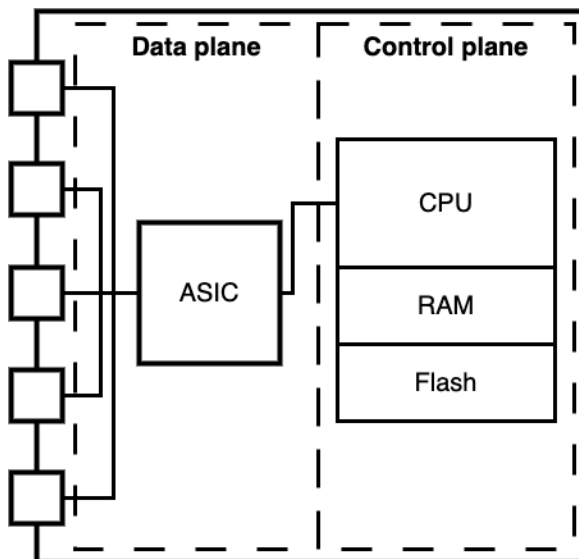 Data plane
Control plane
CPU
ASIC
RAM
Flash